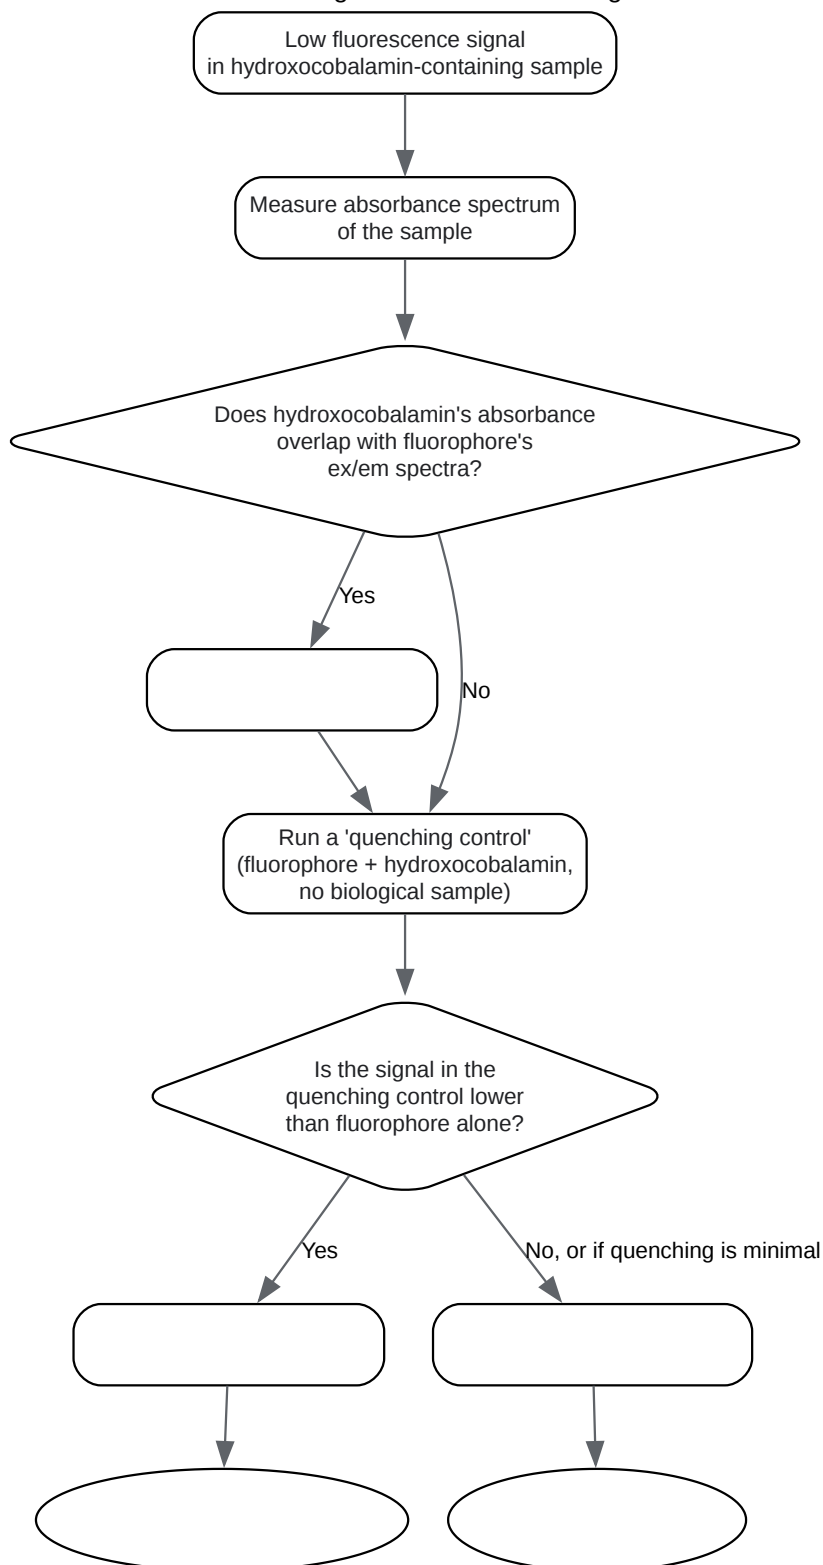 Low fluorescence signal
in hydroxocobalamin-containing sample
Measure absorbance spectrum
of the sample
Does hydroxocobalamin's absorbance
overlap with fluorophore's
ex/em spectra?
Yes
No
Run a 'quenching control'
(fluorophore + hydroxocobalamin,
no biological sample)
Is the signal in the
quenching control lower
than fluorophore alone?
Yes
No, or if quenching is minimal